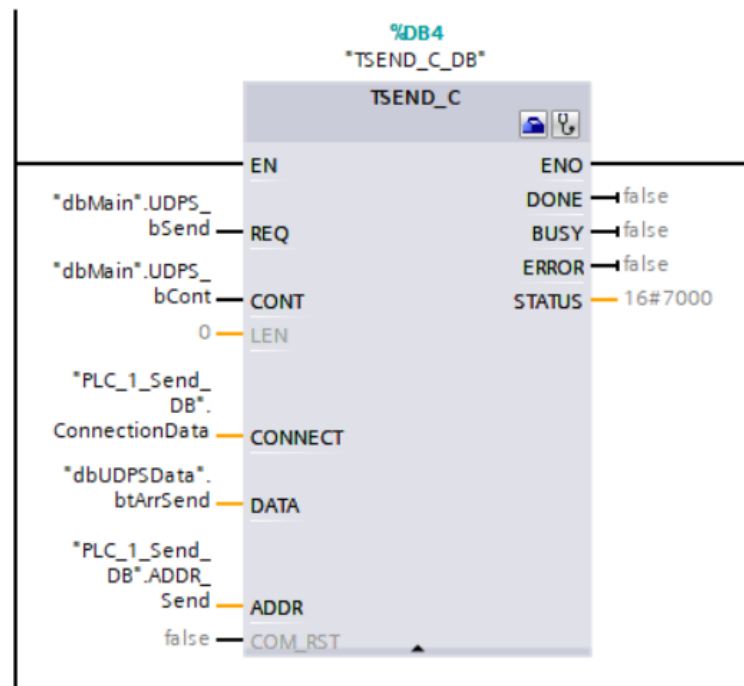 %DB4
"TSEND_C_DB"
TSEND_C
EN
ENO
DONE
false
"dbMain".UDPS_
bSend
REQ
BUSY
false
ERROR
false
"dbMain".UDPS_
bCont
CONT
STATUS
16#7000
0
LEN
"PLC_1_Send_
DB".
ConnectionData
CONNECT
"dbUDPSData".
btArrSend
DATA
"PLC_1_Send_
DB".ADDR_
Send
ADDR
false
COM_RST